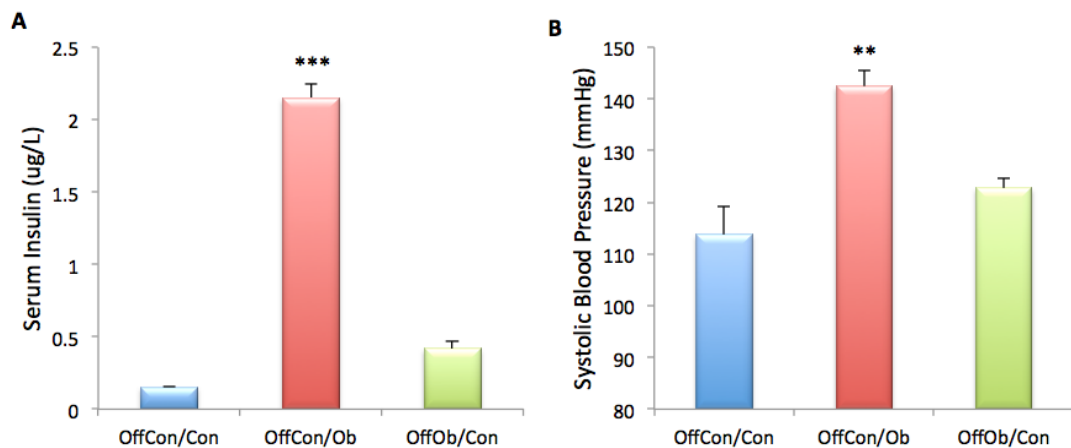 A
Serum Insulin (ug/L)
2.5
2
1.5
1
0.5
0
***
OffCon/Con OffCon/Ob OffOb/Con
B
Systolic Blood Pressure (mmHg)
150
140
130
120
110
100
90
80
**
OffCon/Con OffCon/Ob OffOb/Con